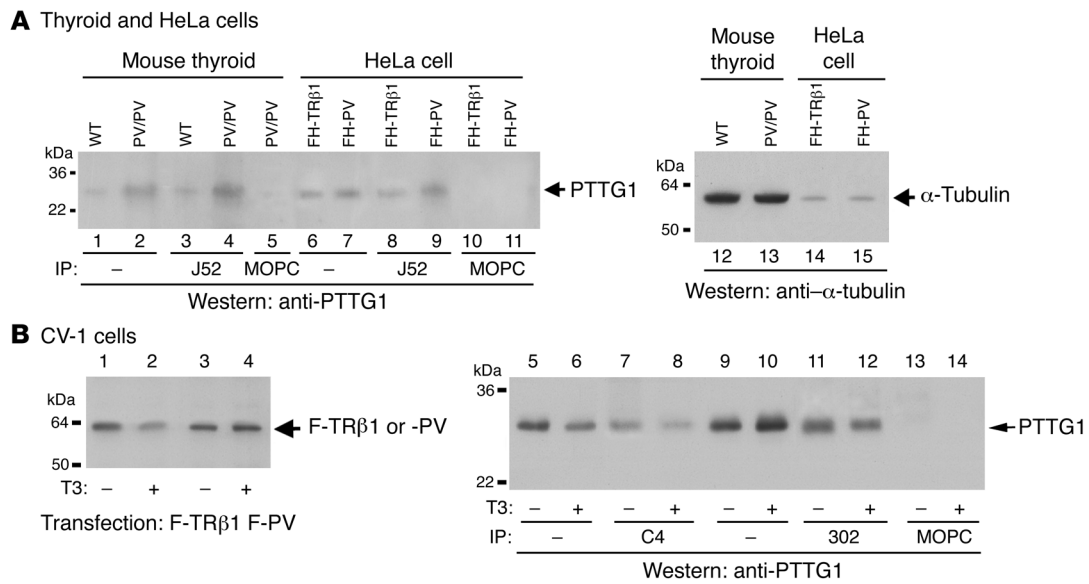 A Thyroid and HeLa cells
Mouse thyroid HeLa cell
WT PV/PV WT PV/PV PV/PV FH-TRβ1 FH-PV FH-TRβ1 FH-PV FH-TRβ1 FH-PV
kDa
36
22
PTTG1
1 2 3 4 5 6 7 8 9 10 11
IP: – J52 MOPC – J52 MOPC
Western: anti-PTTG1
Mouse thyroid HeLa cell
WT PV/PV FH-TRβ1 FH-PV
kDa
64
50
α-Tubulin
12 13 14 15
Western: anti–α-tubulin
B CV-1 cells
1 2 3 4
kDa
64
50
F-TRβ1 or -PV
T3: – + – +
Transfection: F-TRβ1 F-PV
5 6 7 8 9 10 11 12 13 14
kDa
36
22
PTTG1
T3: – + – + – + – + – +
IP: – C4 – 302 MOPC
Western: anti-PTTG1